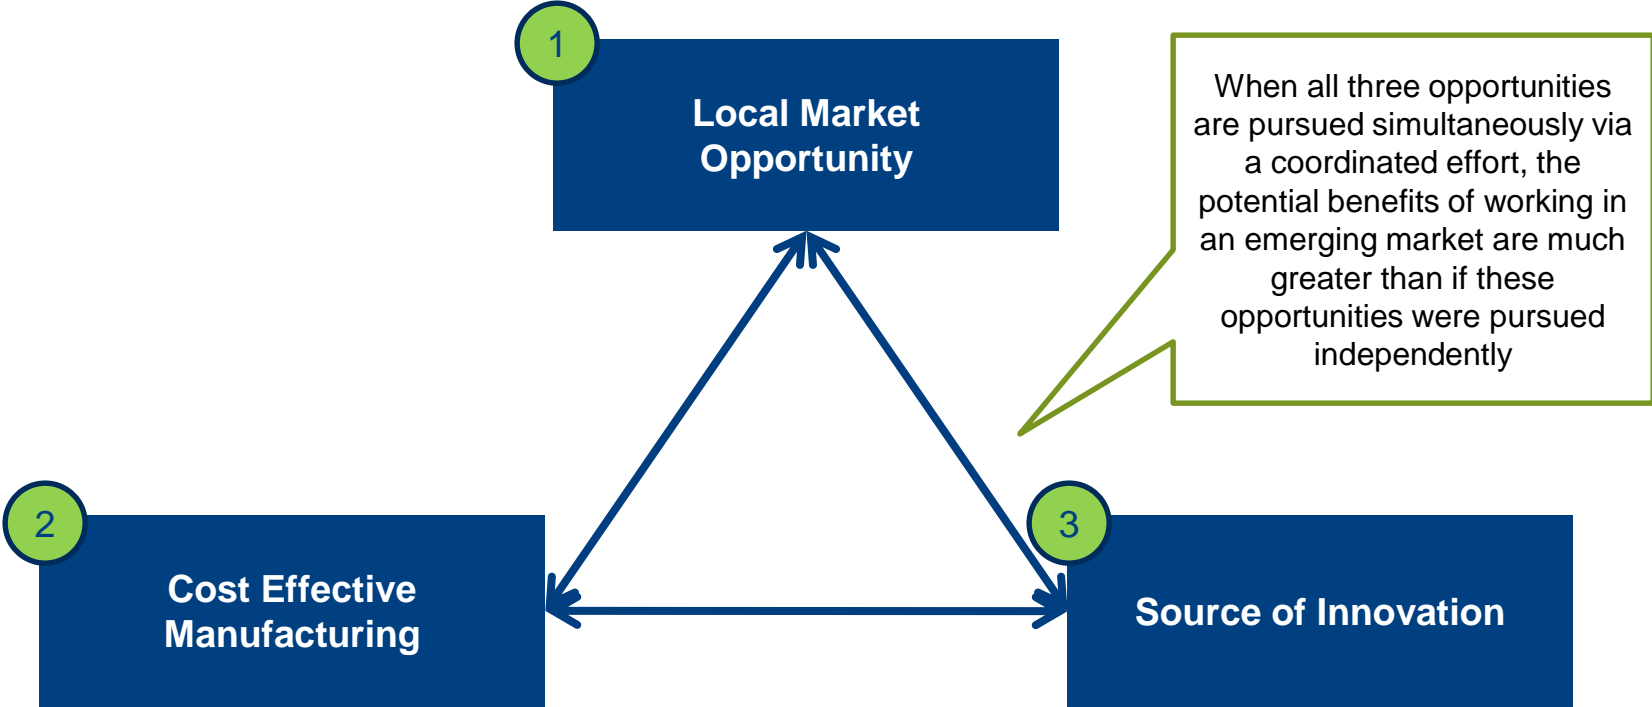 1
Local Market
Opportunity
When all three opportunities
are pursued simultaneously via
a coordinated effort, the
potential benefits of working in
an emerging market are much
greater than if these
opportunities were pursued
independently
2
Cost Effective
Manufacturing
3
Source of Innovation